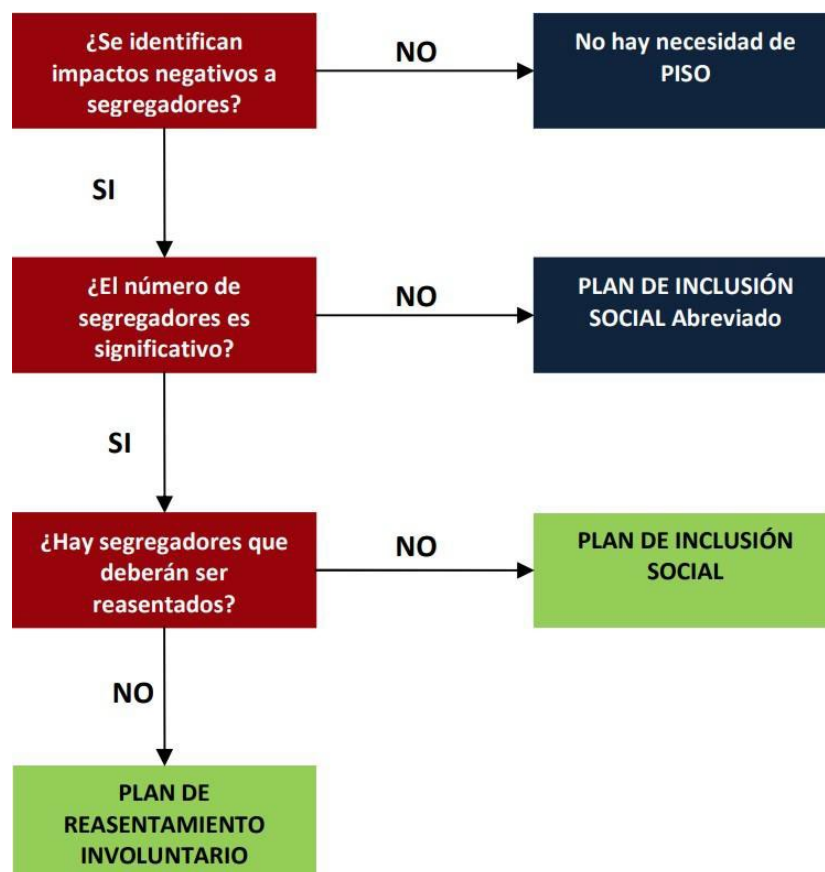 ¿Se identifican
impactos negativos a
segregadores?
NO
No hay necesidad de
PISO
SI
¿El número de
segregadores es
significativo?
NO
PLAN DE INCLUSIÓN
SOCIAL Abreviado
SI
¿Hay segregadores que
deberán ser
reasentados?
NO
PLAN DE INCLUSIÓN
SOCIAL
NO
PLAN DE
REASENTAMIENTO
INVOLUNTARIO